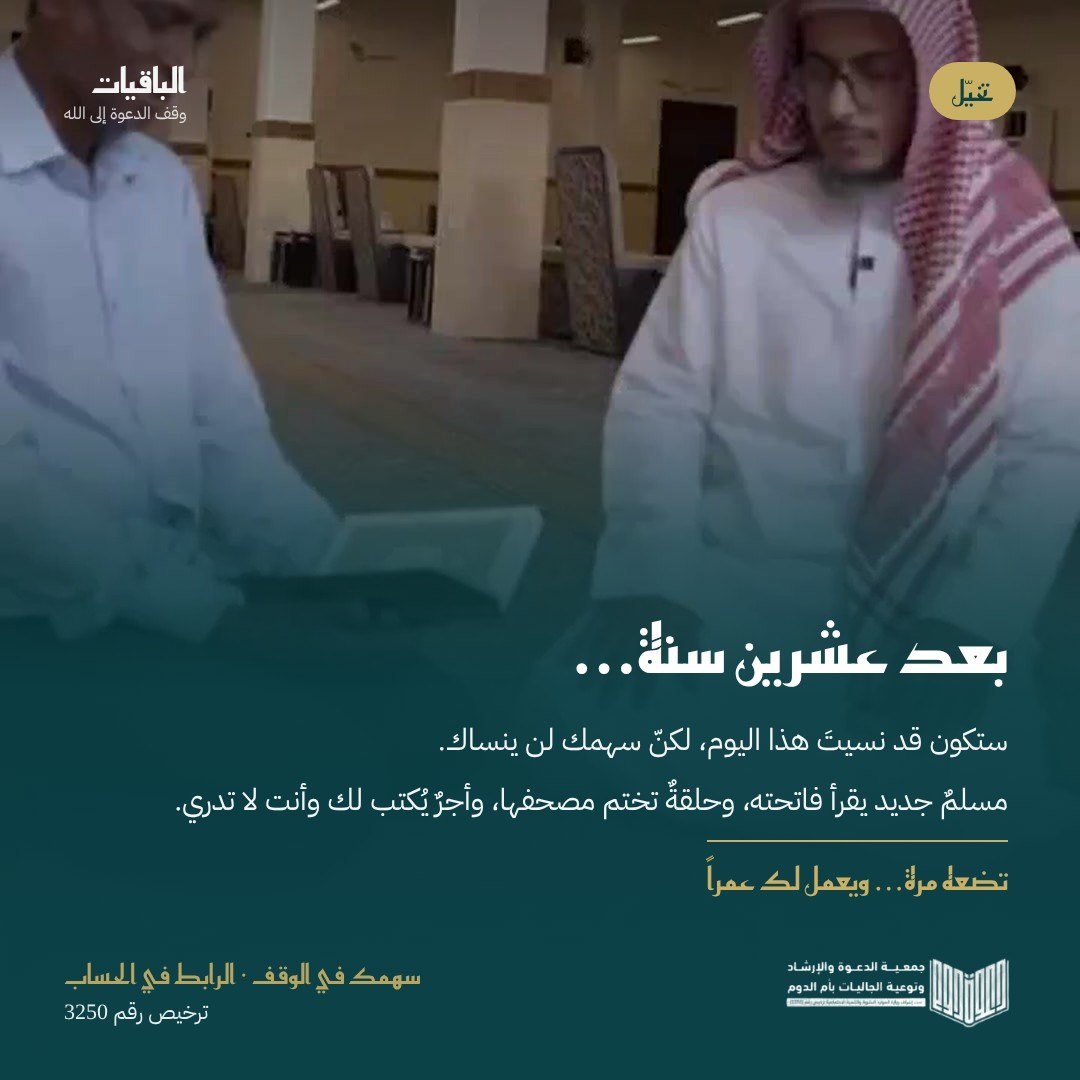 تخيّل
الباقيات
وقف الدعوة إلى الله
بعد عشرين سنة...
ستكون قد نسيتَ هذا اليوم، لكنّ سهمك لن ينساك.
مسلمٌ جديد يقرأ فاتحته، وحلقةٌ تختم مصحفها، وأجرٌ يُكتب لك وأنت لا تدري.
تضعه مرة... ويعمل لك عمراً
جمعية الدعوة والإرشاد
وتوعية الجاليات بأم الدوم
سهمك في الوقف · الرابط في الحساب
ترخيص رقم 3250